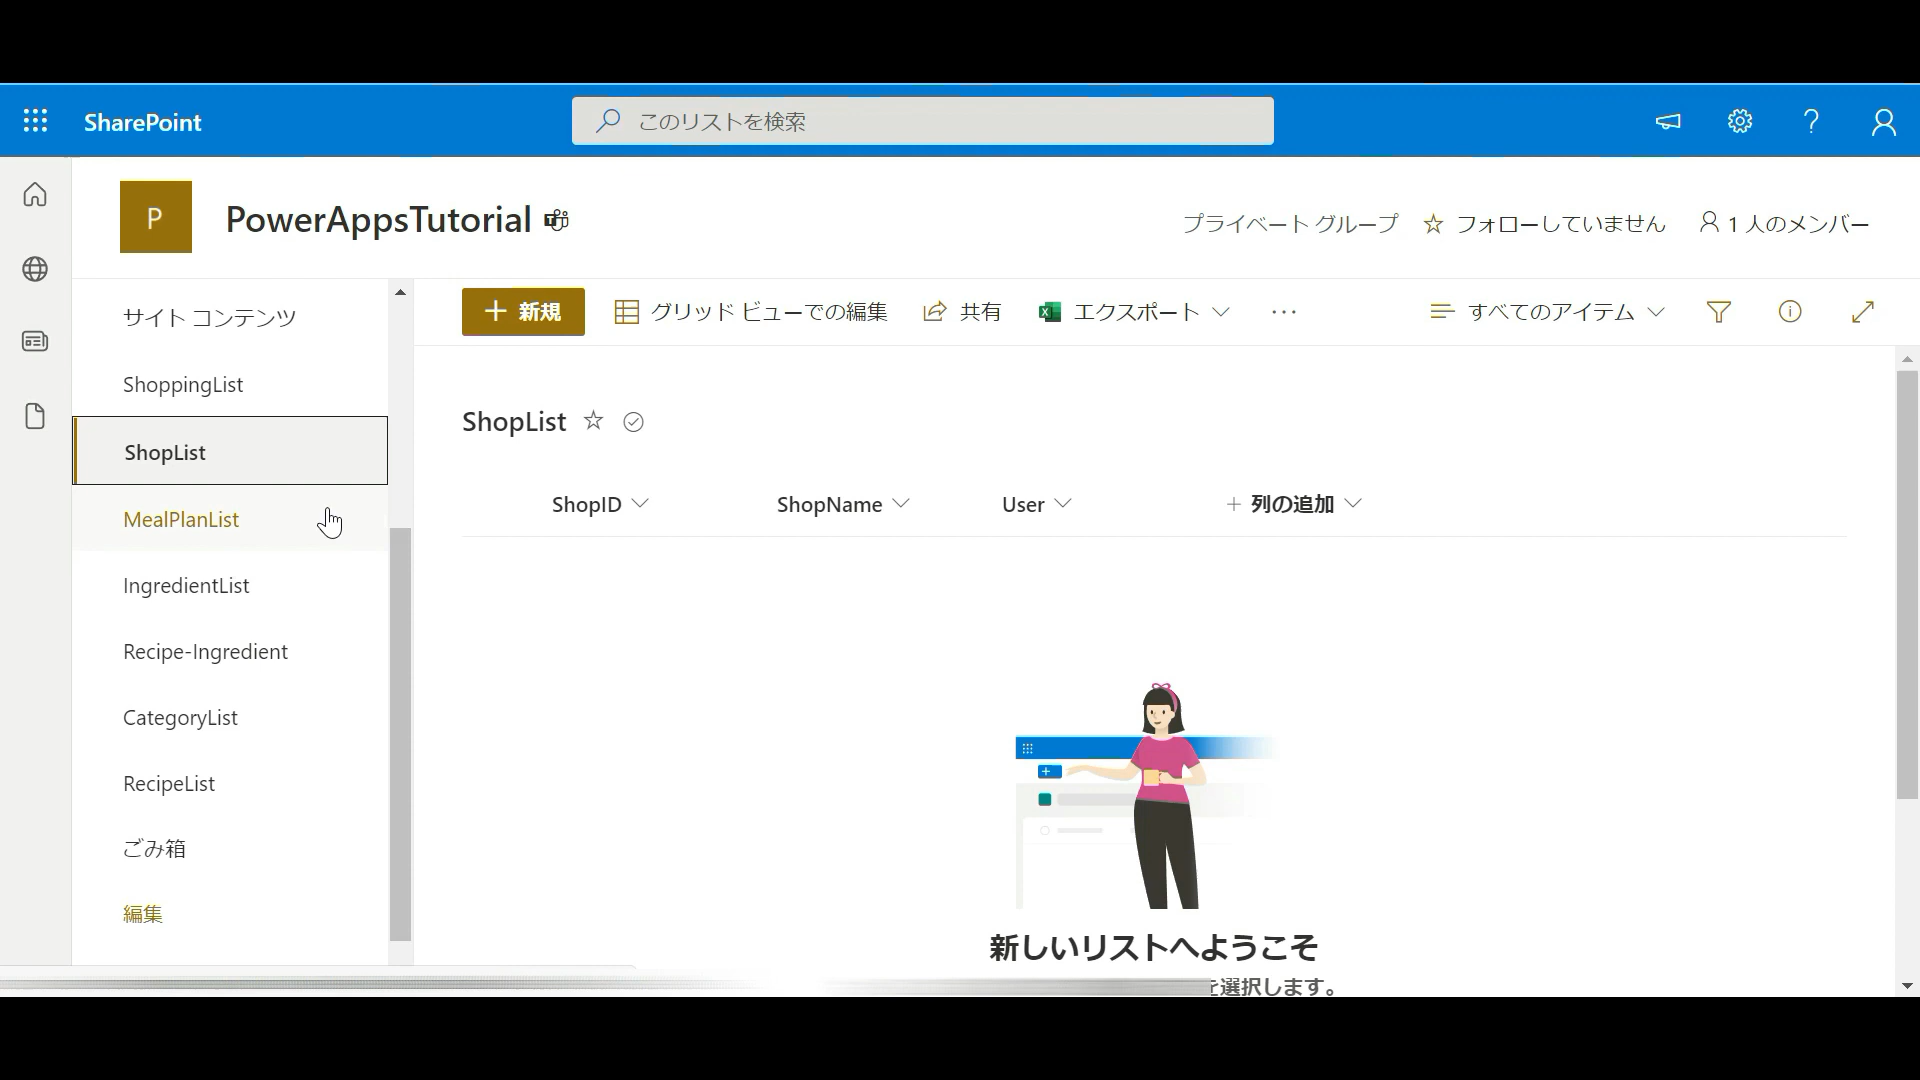 SharePoint
このリストを検索
P
PowerAppsTutorial
プライベート グループ
フォローしていません
1 人のメンバー
サイト コンテンツ
ShoppingList
ShopList
MealPlanList
IngredientList
Recipe-Ingredient
CategoryList
RecipeList
ごみ箱
編集
新規
グリッド ビューでの編集
共有
エクスポート
すべてのアイテム
ShopList
ShopID
ShopName
User
列の追加
新しいリストへようこそ
を選択します。